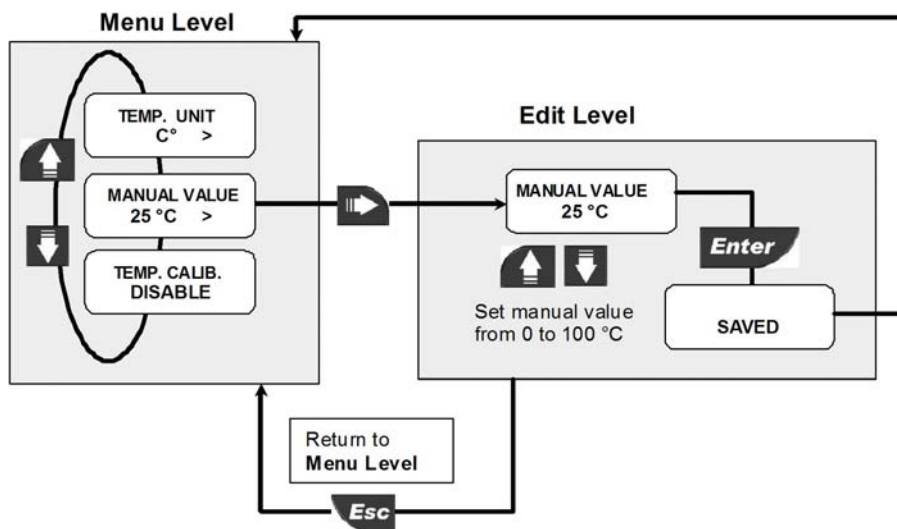 Menu Level
TEMP. UNIT
C° >
MANUAL VALUE
25 °C >
TEMP. CALIB.
DISABLE
Edit Level
MANUAL VALUE
25 °C
Set manual value
from 0 to 100 °C
Enter
SAVED
Return to
Menu Level
Esc